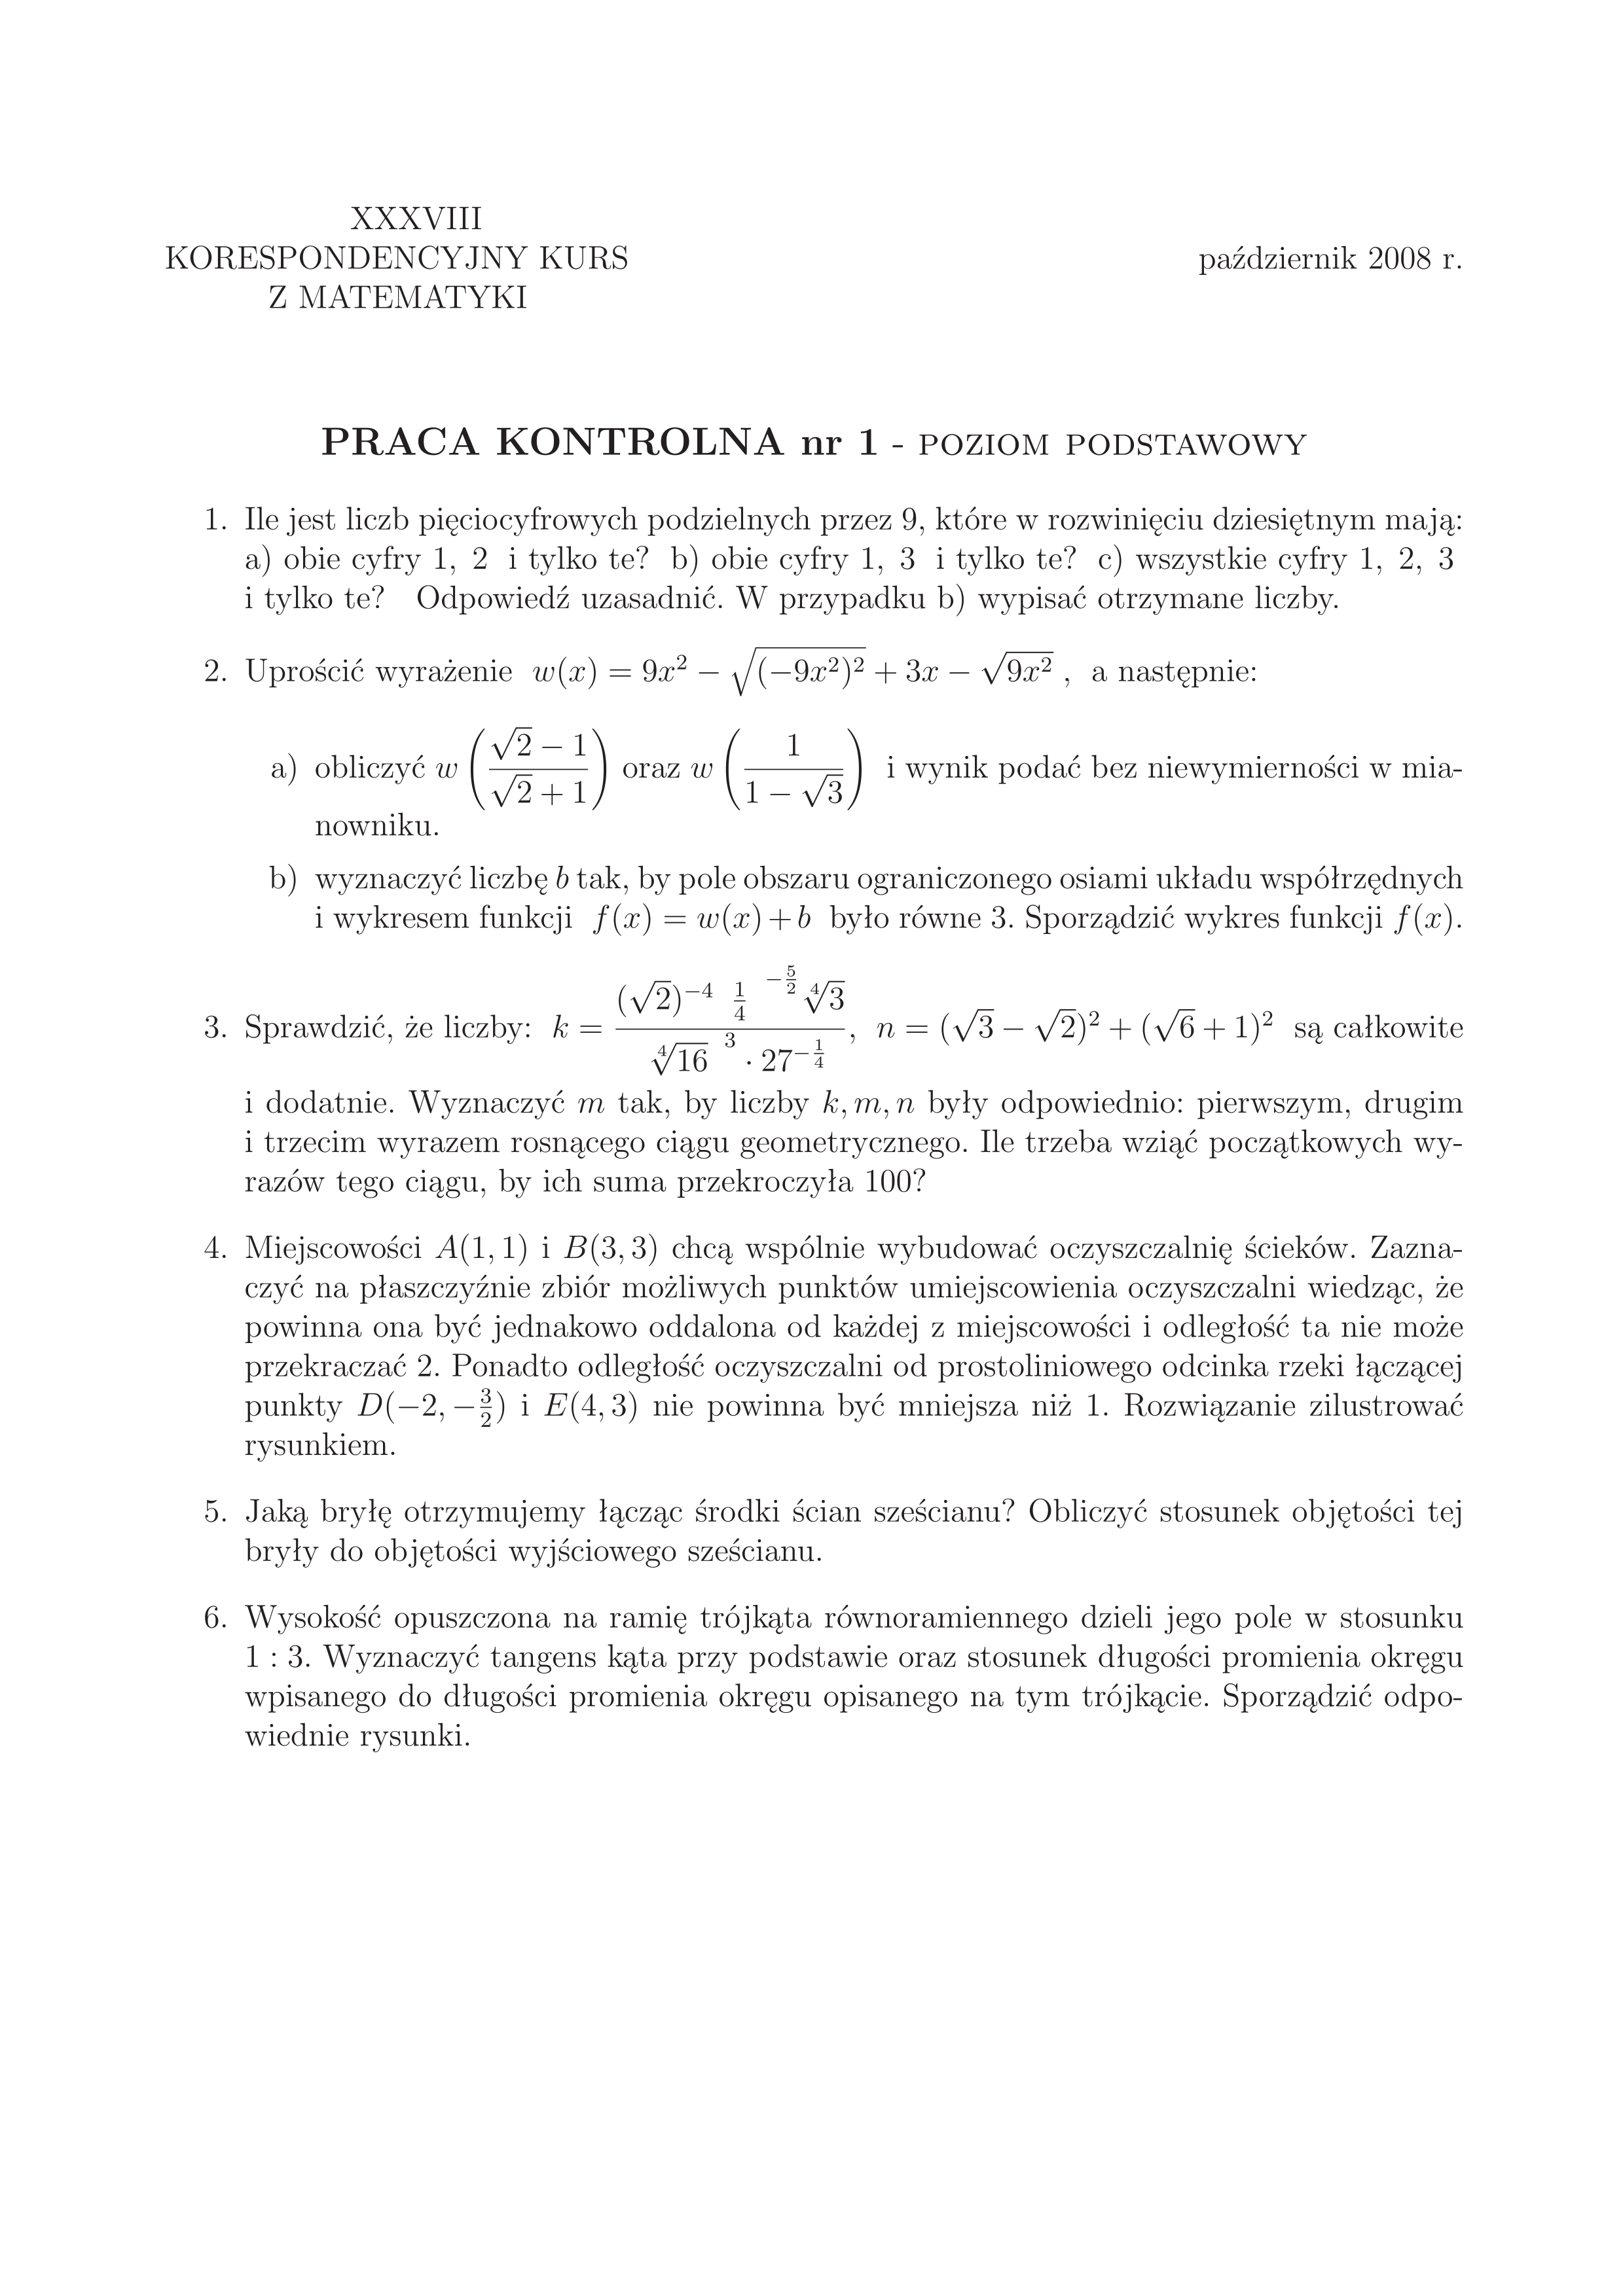 XXXVIII
KORESPONDENCYJNY KURS
Z MATEMATYKI
październik 2008 r.
PRACA KONTROLNA nr 1 - POZIOM PODSTAWOWY
1. Ile jest liczb pięciocyfrowych podzielnych przez 9, które w rozwinięciu dziesiętnym mają:
a) obie cyfry 1, 2 i tylko te? b) obie cyfry 1, 3 i tylko te? c) wszystkie cyfry 1, 2, 3
i tylko te? Odpowiedź uzasadnić. W przypadku b) wypisać otrzymane liczby.
2. Uprościć wyrażenie $w(x) = 9x^2 - \sqrt{(-9x^2)^2} + 3x - \sqrt{9x^2}$ , a następnie:
a) obliczyć $w\left(\frac{\sqrt{2}-1}{\sqrt{2}+1}\right)$ oraz $w\left(\frac{1}{1-\sqrt{3}}\right)$ i wynik podać bez niewymierności w mia-
nowniku.
b) wyznaczyć liczbę $b$ tak, by pole obszaru ograniczonego osiami układu współrzędnych
i wykresem funkcji $f(x) = w(x) + b$ było równe 3. Sporządzić wykres funkcji $f(x)$.
3. Sprawdzić, że liczby: $k = \frac{(\sqrt{2})^{-4} \; \frac{1}{4}^{\;-\frac{5}{2}} \sqrt[4]{3}}{\sqrt[4]{16}^{\;3} \cdot 27^{-\frac{1}{4}}}$, $n = (\sqrt{3} - \sqrt{2})^2 + (\sqrt{6} + 1)^2$ są całkowite
i dodatnie. Wyznaczyć $m$ tak, by liczby $k, m, n$ były odpowiednio: pierwszym, drugim
i trzecim wyrazem rosnącego ciągu geometrycznego. Ile trzeba wziąć początkowych wy-
razów tego ciągu, by ich suma przekroczyła 100?
4. Miejscowości $A(1, 1)$ i $B(3, 3)$ chcą wspólnie wybudować oczyszczalnię ścieków. Zazna-
czyć na płaszczyźnie zbiór możliwych punktów umiejscowienia oczyszczalni wiedząc, że
powinna ona być jednakowo oddalona od każdej z miejscowości i odległość ta nie może
przekraczać 2. Ponadto odległość oczyszczalni od prostoliniowego odcinka rzeki łączącej
punkty $D(-2, -\frac{3}{2})$ i $E(4, 3)$ nie powinna być mniejsza niż 1. Rozwiązanie zilustrować
rysunkiem.
5. Jaką bryłę otrzymujemy łącząc środki ścian sześcianu? Obliczyć stosunek objętości tej
bryły do objętości wyjściowego sześcianu.
6. Wysokość opuszczona na ramię trójkąta równoramiennego dzieli jego pole w stosunku
1 : 3. Wyznaczyć tangens kąta przy podstawie oraz stosunek długości promienia okręgu
wpisanego do długości promienia okręgu opisanego na tym trójkącie. Sporządzić odpo-
wiednie rysunki.